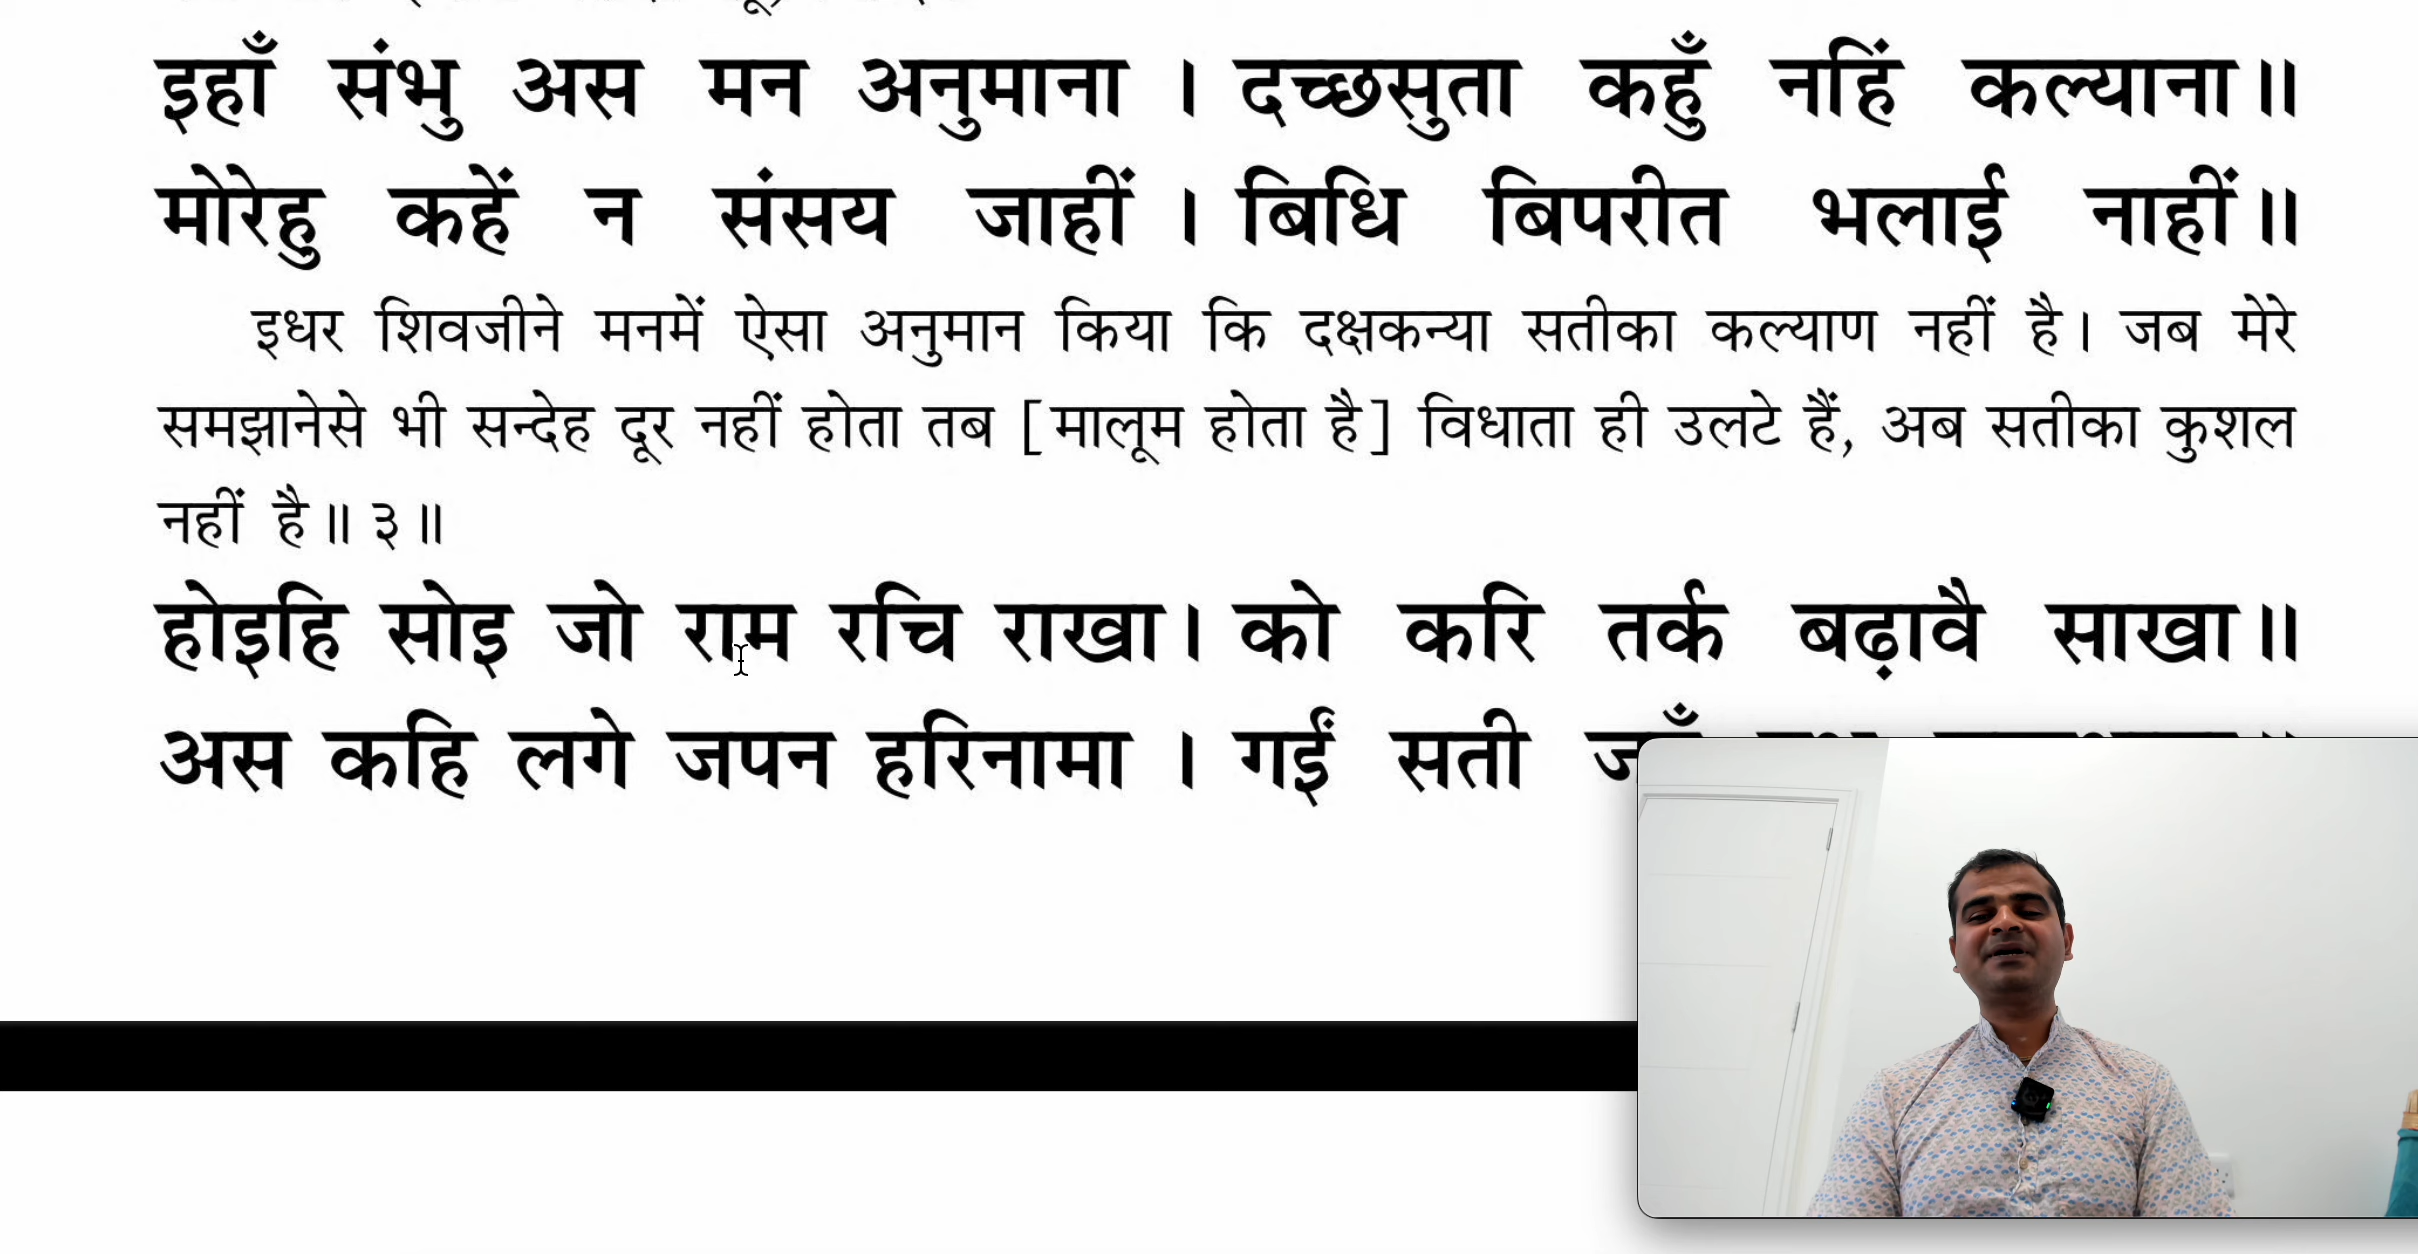 इहाँ संभु अस मन अनुमाना । दच्छसुता कहुँ नहिं कल्याना॥
मोरेहु कहें न संसय जाहीं । बिधि बिपरीत भलाई नाहीं॥
इधर शिवजीने मनमें ऐसा अनुमान किया कि दक्षकन्या सतीका कल्याण नहीं है। जब मेरे
समझानेसे भी सन्देह दूर नहीं होता तब [मालूम होता है] विधाता ही उलटे हैं, अब सतीका कुशल
नहीं है॥ ३॥
होइहि सोइ जो राम रचि राखा। को करि तर्क बढ़ावै साखा॥
अस कहि लगे जपन हरिनामा । गईं सती